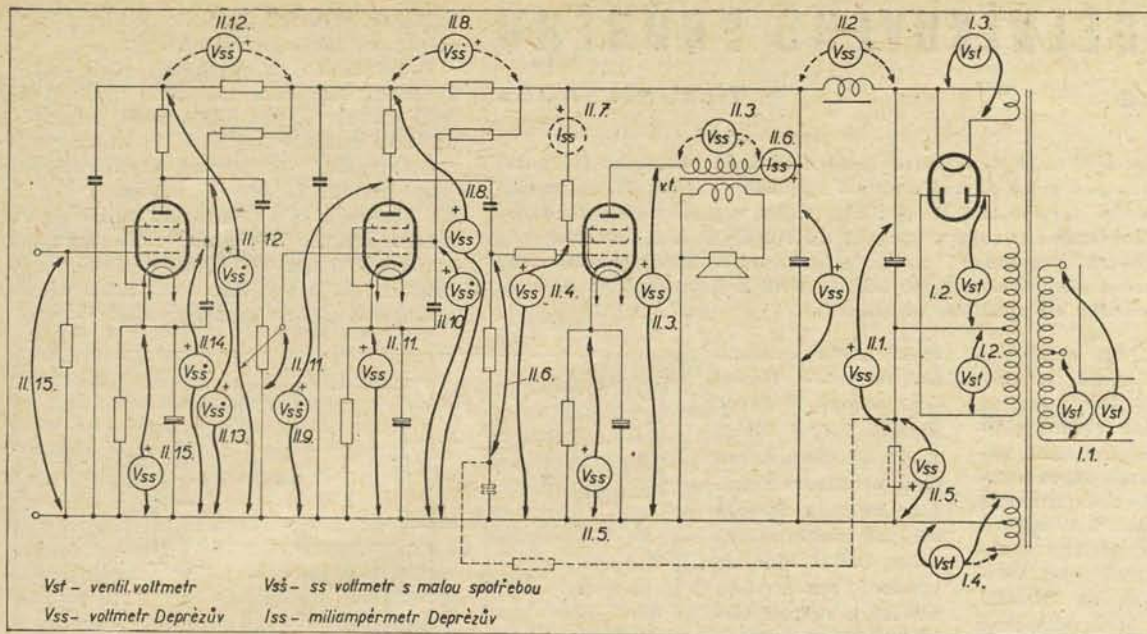 II.12.
II.8.
II.2
I.3.
Vsš
+
Vsš
+
Vss
+
Vst
II.7.
+
Iss
II.3.
Vss
+
II.6.
Iss
+
v.t.
II.8.
+
Vss
II.12.
+
Vsš
Vsš
II.10
+
Vss
II.4.
+
Vss
II.3.
+
Vss
I.2.
Vst
II.15.
II.14.
+
Vsš
II.11.
+
Vss
II.11.
+
Vss
II.6.
II.1.
+
Vss
I.2.
Vst
Vst
Vst
I.1.
+
Vsš
II.13.
+
Vsš
II.9.
II.15.
+
Vss
+
Vss
II.5.
Vss
+
II.5.
Vst
I.4.
Vst – ventil. voltmetr
Vsš – ss voltmetr s malou spotřebou
Vss – voltmetr Deprèzův
Iss – miliampérmetr Deprèzův